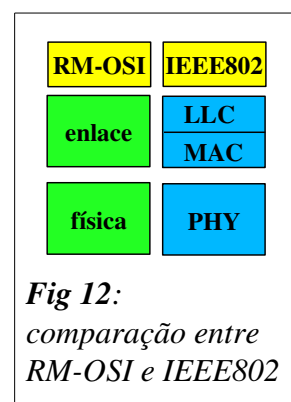 RM-OSI IEEE802
enlace LLC
MAC
física PHY
Fig 12:
comparação entre
RM-OSI e IEEE802